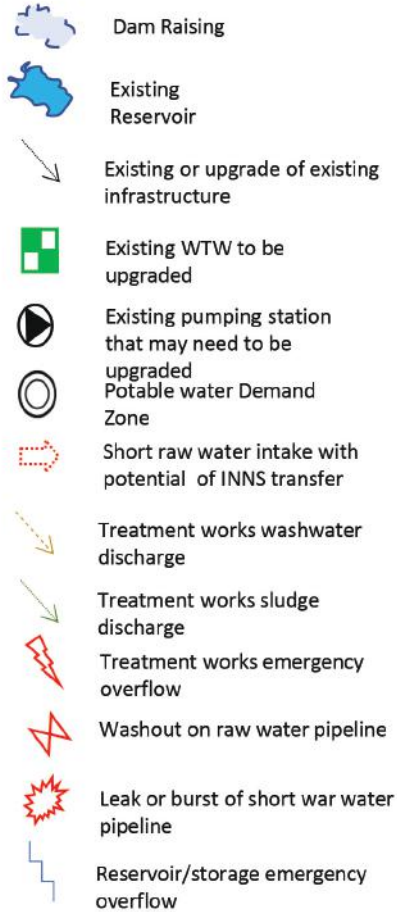 Dam Raising
Existing
Reservoir
Existing or upgrade of existing
infrastructure
Existing WTW to be
upgraded
Existing pumping station
that may need to be
upgraded
Potable water Demand
Zone
Short raw water intake with
potential of INNS transfer
Treatment works washwater
discharge
Treatment works sludge
discharge
Treatment works emergency
overflow
Washout on raw water pipeline
Leak or burst of short war water
pipeline
Reservoir/storage emergency
overflow